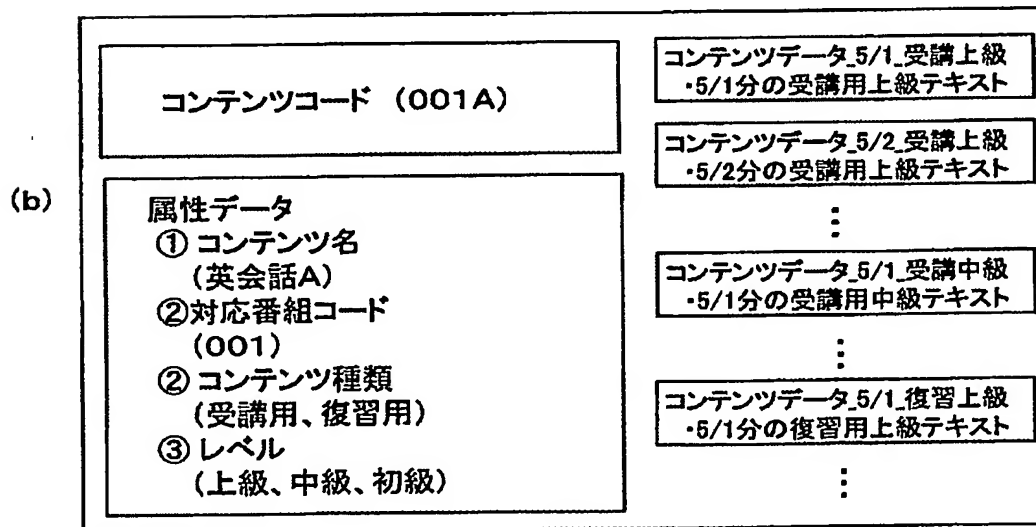 (b)
コンテンツコード (001A)
属性データ
① コンテンツ名
(英会話A)
②対応番組コード
(001)
② コンテンツ種類
(受講用、復習用)
③ レベル
(上級、中級、初級)
コンテンツデータ_5/1_受講上級
・5/1分の受講用上級テキスト
コンテンツデータ_5/2_受講上級
・5/2分の受講用上級テキスト
⋮
コンテンツデータ_5/1_受講中級
・5/1分の受講用中級テキスト
⋮
コンテンツデータ_5/1_復習上級
・5/1分の復習用上級テキスト
⋮